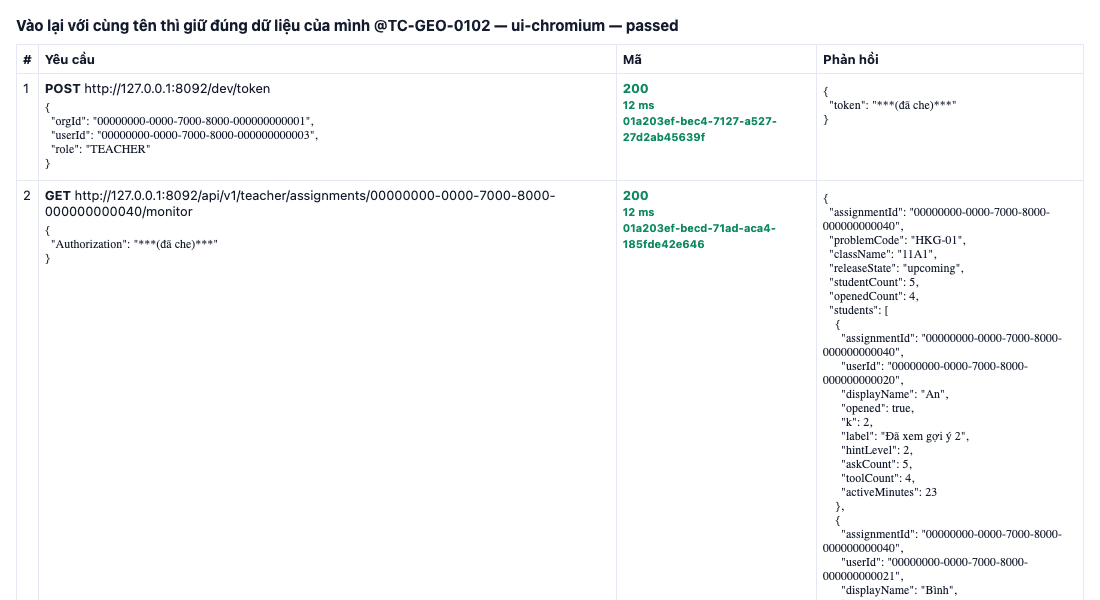 Vào lại với cùng tên thì giữ đúng dữ liệu của mình @TC-GEO-0102 — ui-chromium — passed
# Yêu cầu Mã Phản hồi
1 POST http://127.0.0.1:8092/dev/token
{
"orgId": "00000000-0000-7000-8000-000000000001",
"userId": "00000000-0000-7000-8000-000000000003",
"role": "TEACHER"
}
200
12 ms
01a203ef-bec4-7127-a527-
27d2ab45639f
{
"token": "***(đã che)***"
}
2 GET http://127.0.0.1:8092/api/v1/teacher/assignments/00000000-0000-7000-8000-
000000000040/monitor
{
"Authorization": "***(đã che)***"
}
200
12 ms
01a203ef-becd-71ad-aca4-
185fde42e646
{
"assignmentId": "00000000-0000-7000-8000-
000000000040",
"problemCode": "HKG-01",
"className": "11A1",
"releaseState": "upcoming",
"studentCount": 5,
"openedCount": 4,
"students": [
{
"assignmentId": "00000000-0000-7000-8000-
000000000040",
"userId": "00000000-0000-7000-8000-
000000000020",
"displayName": "An",
"opened": true,
"k": 2,
"label": "Đã xem gợi ý 2",
"hintLevel": 2,
"askCount": 5,
"toolCount": 4,
"activeMinutes": 23
},
{
"assignmentId": "00000000-0000-7000-8000-
000000000040",
"userId": "00000000-0000-7000-8000-
000000000021",
"displayName": "Bình",